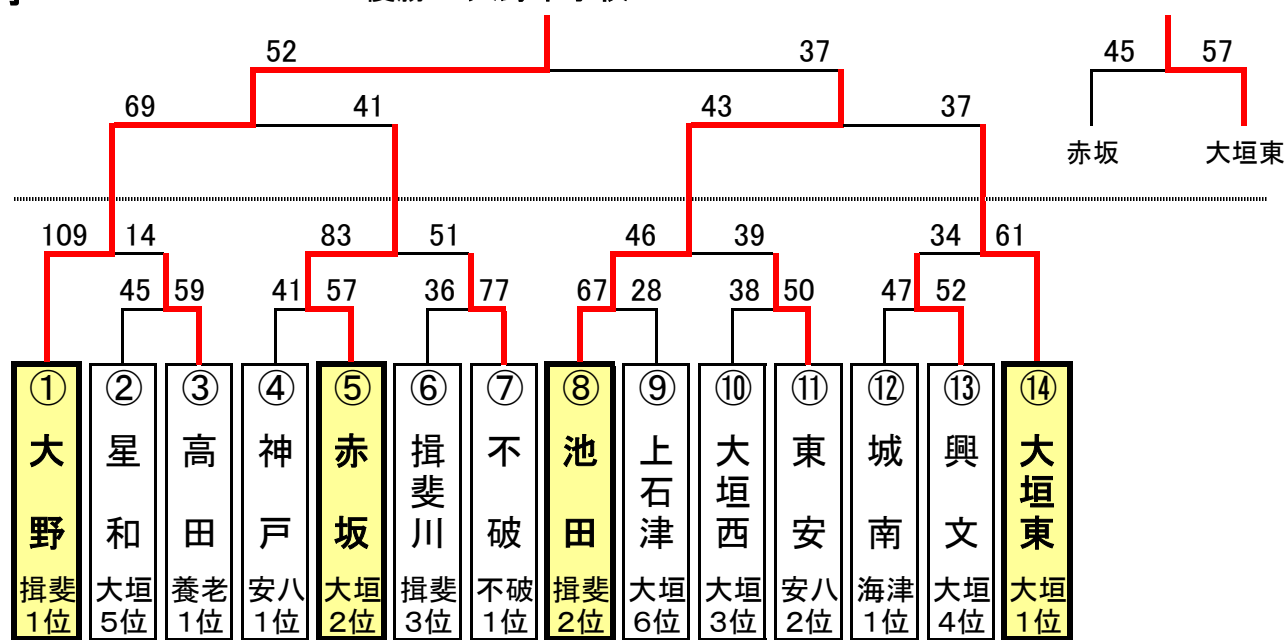 52 37 45 57
69 41 43 37
赤坂 大垣東
109 14 83 51 46 39 34 61
45 59 41 57 36 77 67 28 38 50 47 52
① ② ③ ④ ⑤ ⑥ ⑦ ⑧ ⑨ ⑩ ⑪ ⑫ ⑬ ⑭
大野 星和 高田 神戸 赤坂 揖斐川 不破 池田 上石津 大垣西 東安 城南 興文 大垣東
揖斐 大垣 養老 安八 大垣 揖斐 不破 揖斐 大垣 大垣 安八 海津 大垣 大垣
1位 5位 1位 1位 2位 3位 1位 2位 6位 3位 2位 1位 4位 1位